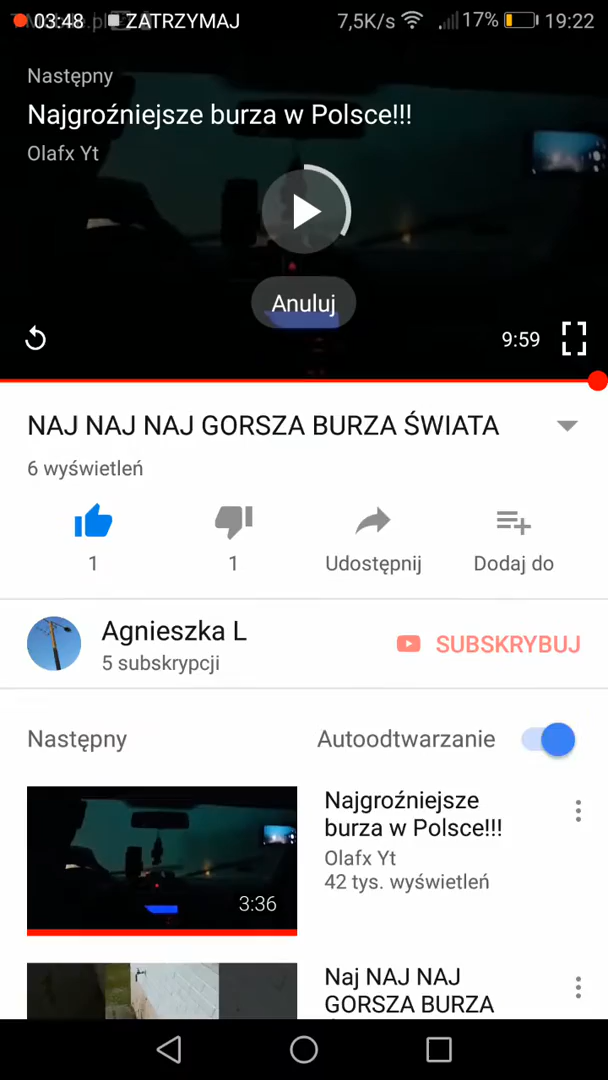 03:48 ZATRZYMAJ 7,5K/s 17% 19:22
Następny
Najgroźniejsze burza w Polsce!!!
Olafx Yt
Anuluj
9:59
NAJ NAJ NAJ GORSZA BURZA ŚWIATA
6 wyświetleń
1 1 Udostępnij Dodaj do
Agnieszka L
5 subskrypcji
SUBSKRYBUJ
Następny Autoodtwarzanie
3:36
Najgroźniejsze
burza w Polsce!!!
Olafx Yt
42 tys. wyświetleń
Naj NAJ NAJ
GORSZA BURZA